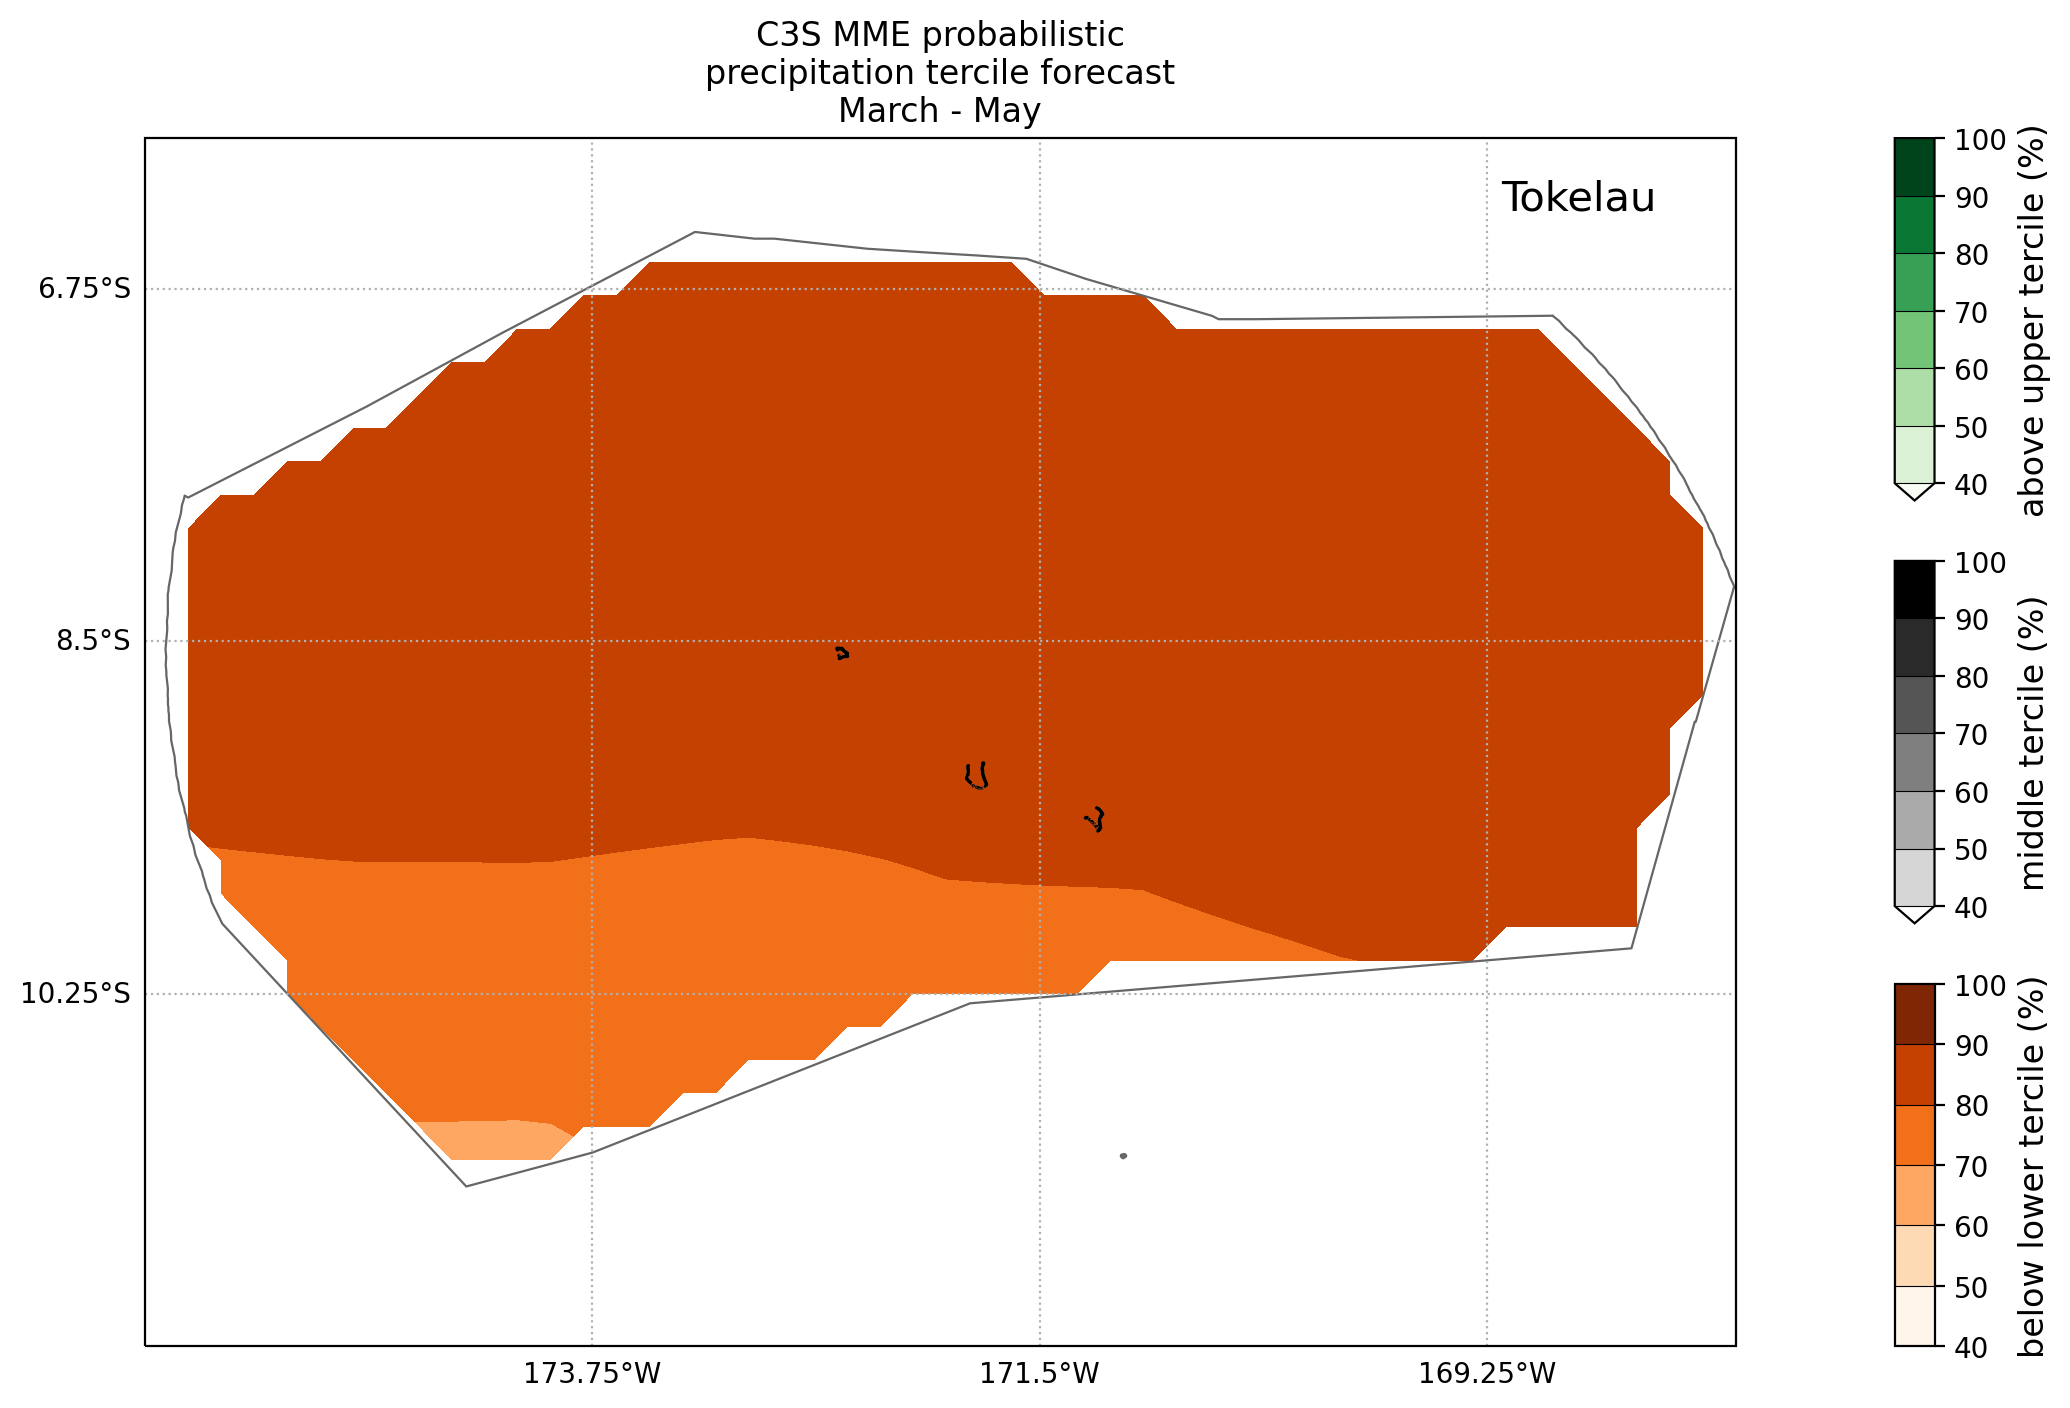 C3S MME probabilistic
precipitation tercile forecast
March - May
Tokelau
6.75°S
8.5°S
10.25°S
173.75°W
171.5°W
169.25°W
100
90
80
70
60
50
40
above upper tercile (%)
100
90
80
70
60
50
40
middle tercile (%)
100
90
80
70
60
50
40
below lower tercile (%)